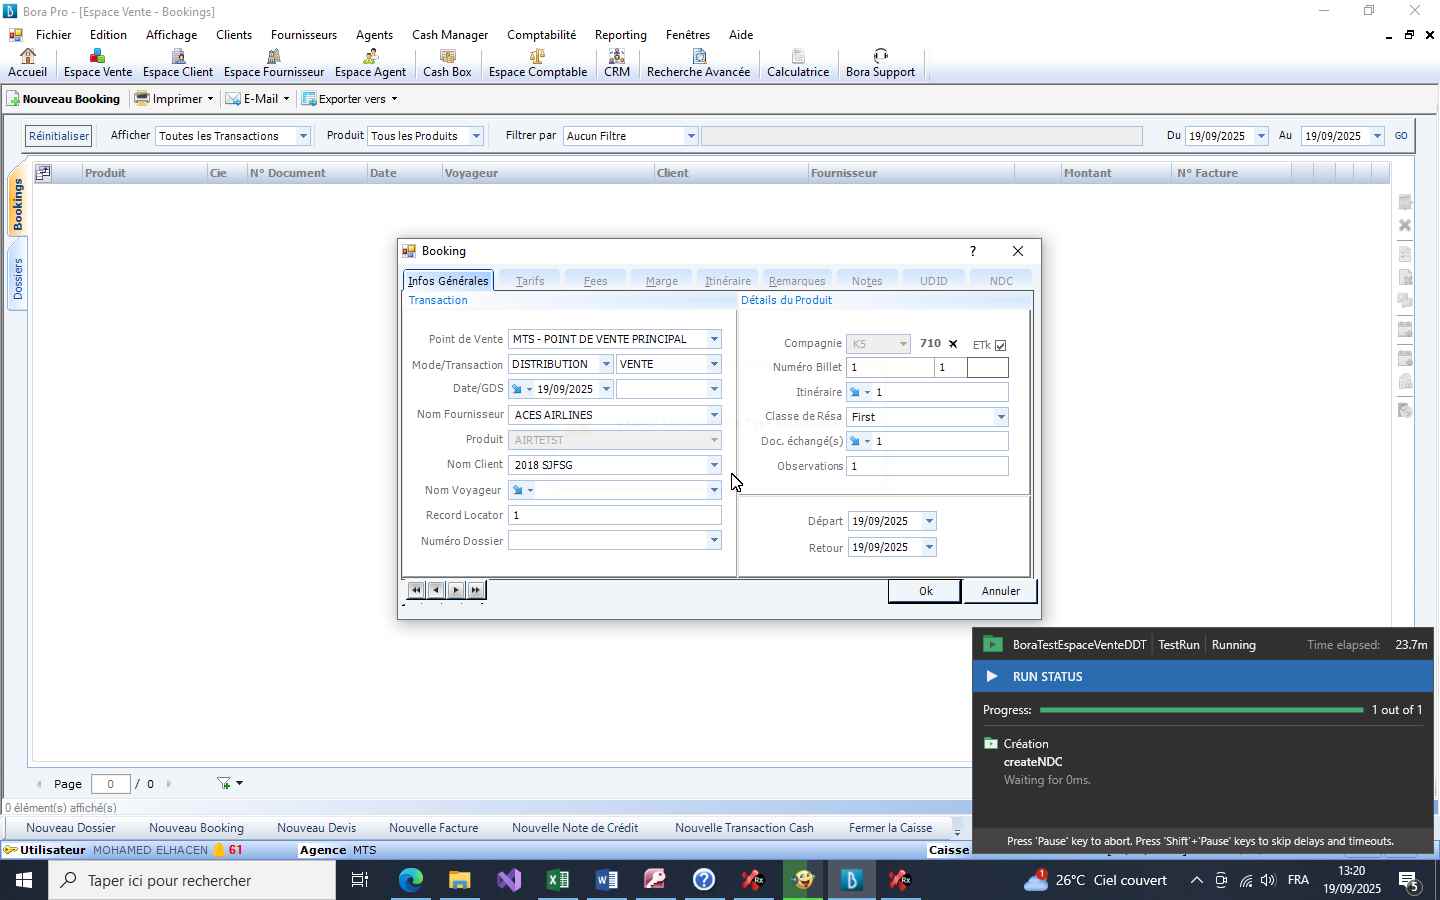 Bora Pro - [Espace Vente - Bookings]
Fichier Edition Affichage Clients Fournisseurs Agents Cash Manager Comptabilité Reporting Fenêtres Aide
Accueil Espace Vente Espace Client Espace Fournisseur Espace Agent Cash Box Espace Comptable CRM Recherche Avancée Calculatrice Bora Support
Nouveau Booking Imprimer E-Mail Exporter vers
Réinitialiser Afficher Toutes les Transactions Produit Tous les Produits Filtrer par Aucun Filtre Du 19/09/2025 Au 19/09/2025 GO
Bookings
Dossiers
Produit Cie N° Document Date Voyageur Client Fournisseur Montant N° Facture
Booking ?
Infos Générales Tarifs Fees Marge Itinéraire Remarques Notes UDID NDC
Transaction
Point de Vente MTS - POINT DE VENTE PRINCIPAL
Mode/Transaction DISTRIBUTION VENTE
Date/GDS 19/09/2025
Nom Fournisseur ACES AIRLINES
Produit AIRTETST
Nom Client 2018 SJFSG
Nom Voyageur
Record Locator 1
Numéro Dossier
Détails du Produit
Compagnie K5 710 ETk
Numéro Billet 1 1
Itinéraire 1
Classe de Résa First
Doc. échangé(s) 1
Observations 1
Départ 19/09/2025
Retour 19/09/2025
Ok Annuler
BoraTestEspaceVenteDDT TestRun Running Time elapsed: 23.7m
RUN STATUS
Progress: 1 out of 1
Création
createNDC
Waiting for 0ms.
Press 'Pause' key to abort. Press 'Shift'+'Pause' keys to skip delays and timeouts.
Page 0 / 0
0 élément(s) affiché(s)
Nouveau Dossier Nouveau Booking Nouveau Devis Nouvelle Facture Nouvelle Note de Crédit Nouvelle Transaction Cash Fermer la Caisse
Utilisateur MOHAMED ELHACEN 61 Agence MTS Caisse
Taper ici pour rechercher
1 26°C Ciel couvert FRA 13:20
19/09/2025 5